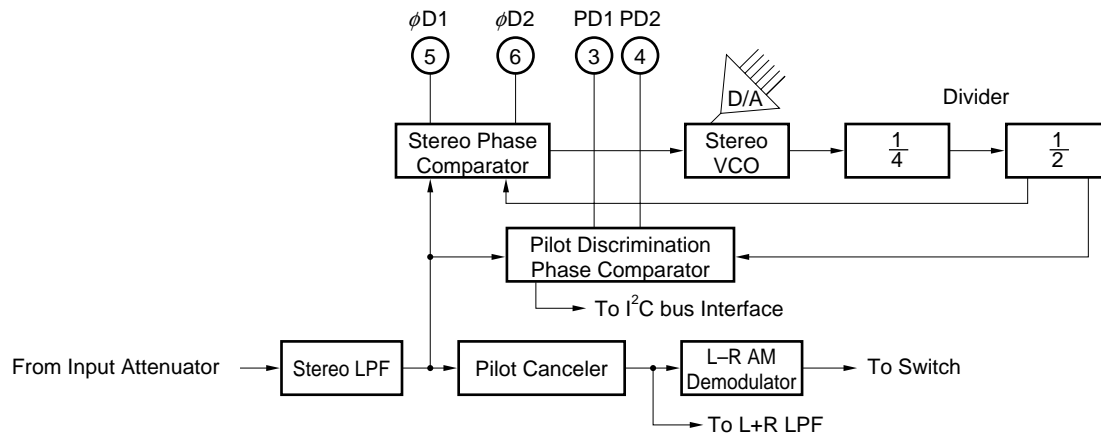 ϕD1 ϕD2 PD1 PD2
5 6 3 4
D/A
Divider
Stereo Phase
Comparator
Stereo
VCO
1/4
1/2
Pilot Discrimination
Phase Comparator
To I²C bus Interface
From Input Attenuator
Stereo LPF
Pilot Canceler
L–R AM
Demodulator
To Switch
To L+R LPF